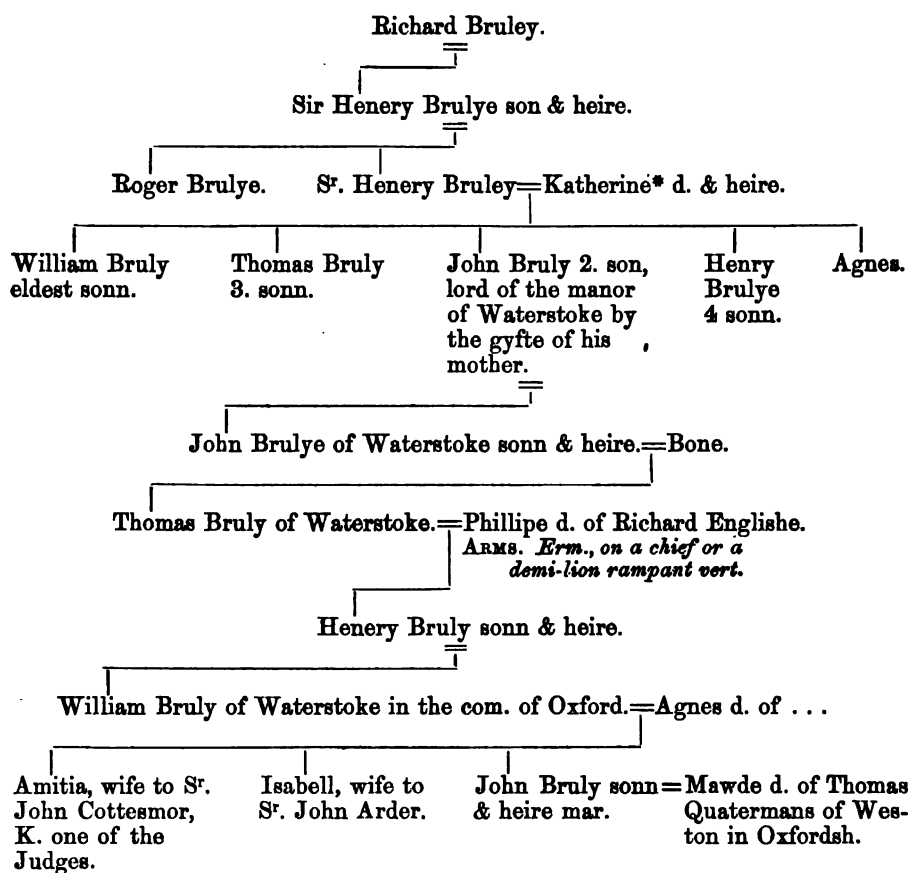 Richard Bruley.
Sir Henery Brulye son & heire.
Roger Brulye.
Sr. Henery Bruley=Katherine* d. & heire.
William Bruly
eldest sonn.
Thomas Bruly
3. sonn.
John Bruly 2. son,
lord of the manor
of Waterstoke by
the gyfte of his
mother.
Henry
Brulye
4 sonn.
Agnes.
John Brulye of Waterstoke sonn & heire.=Bone.
Thomas Bruly of Waterstoke.=Phillipe d. of Richard Englishe.
ARMS. Erm., on a chief or a
demi-lion rampant vert.
Henery Bruly sonn & heire.
William Bruly of Waterstoke in the com. of Oxford.=Agnes d. of ...
Amitia, wife to Sr.
John Cottesmor,
K. one of the
Judges.
Isabell, wife to
Sr. John Arder.
John Bruly sonn=Mawde d. of Thomas
& heire mar.
Quatermans of Wes-
ton in Oxfordsh.